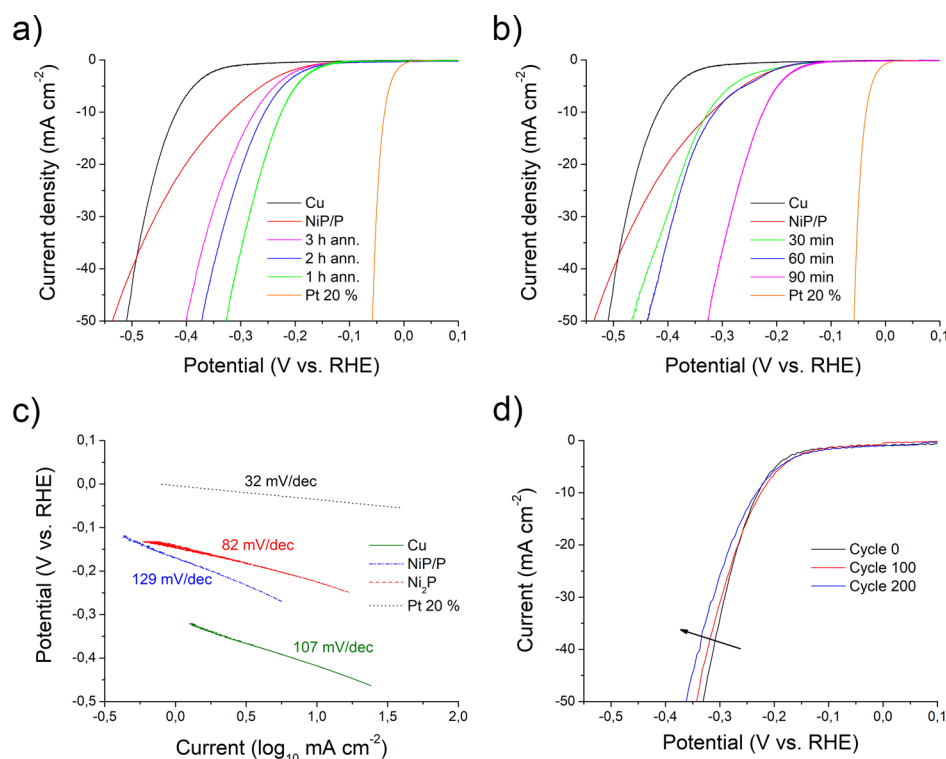 a)
0
-10
-20
-30
-40
-50
Current density (mA cm-2)
Cu
NiP/P
3 h ann.
2 h ann.
1 h ann.
Pt 20 %
-0,5 -0,4 -0,3 -0,2 -0,1 0,0 0,1
Potential (V vs. RHE)
b)
0
-10
-20
-30
-40
-50
Current density (mA cm-2)
Cu
NiP/P
30 min
60 min
90 min
Pt 20 %
-0,5 -0,4 -0,3 -0,2 -0,1 0,0 0,1
Potential (V vs. RHE)
c)
0,1
0,0
-0,1
-0,2
-0,3
-0,4
-0,5
Potential (V vs. RHE)
32 mV/dec
82 mV/dec
129 mV/dec
107 mV/dec
Cu
NiP/P
Ni2P
Pt 20 %
-0,5 0,0 0,5 1,0 1,5 2,0
Current (log10 mA cm-2)
d)
0
-10
-20
-30
-40
-50
Current (mA cm-2)
Cycle 0
Cycle 100
Cycle 200
-0,5 -0,4 -0,3 -0,2 -0,1 0,0 0,1
Potential (V vs. RHE)